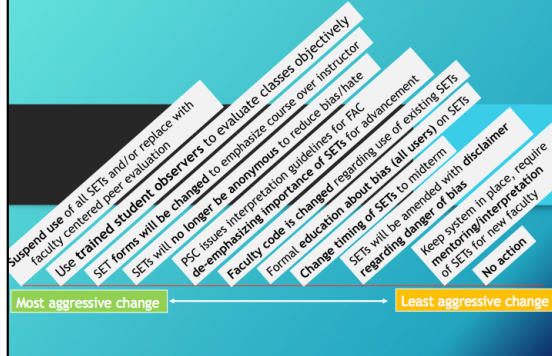 Suspend use of all SETs and/or replace with
faculty centered peer evaluation
Use trained student observers to evaluate classes objectively
SET forms will be changed to emphasize course over instructor
SETs will no longer be anonymous to reduce bias/hate
PSC issues interpretation guidelines for FAC
de-emphasizing importance of SETs for advancement
Faculty code is changed regarding use of existing SETs
Formal education about bias (all users) on SETs
Change timing of SETs to midterm
SETs will be amended with disclaimer
regarding danger of bias
Keep system in place, require
mentoring/interpretation
of SETs for new faculty
No action
Most aggressive change
Least aggressive change